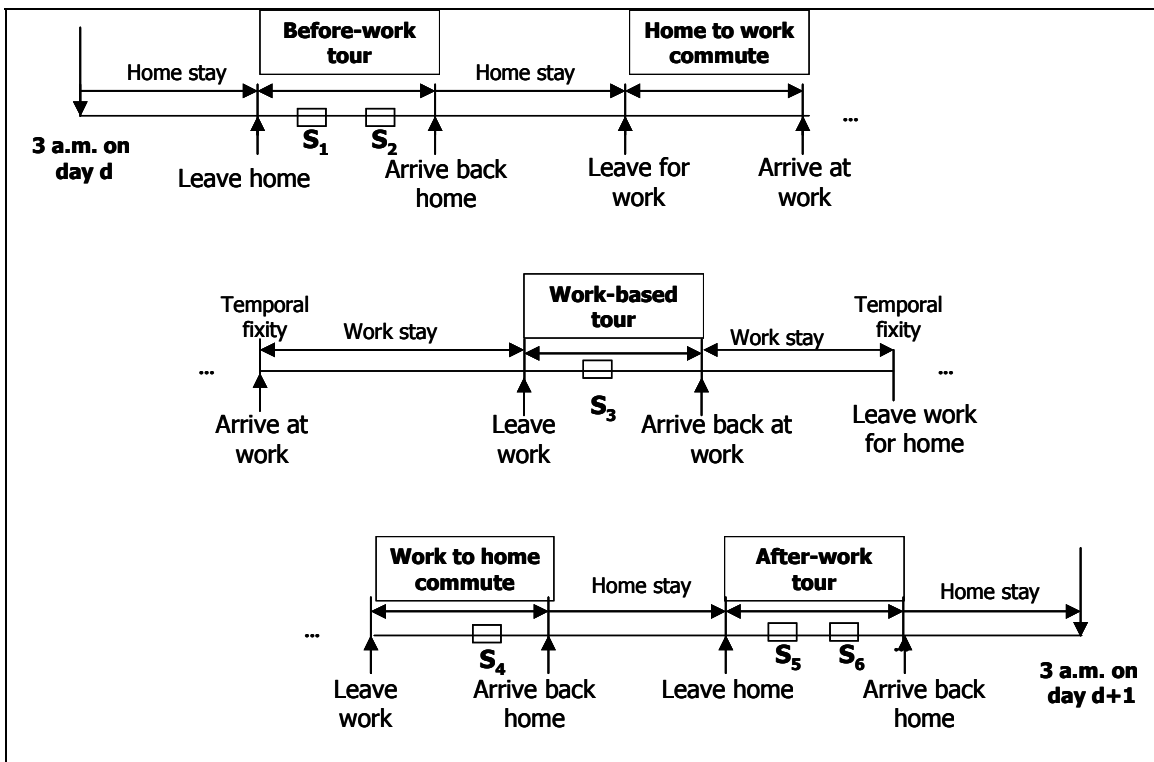 Before-work
tour
Home to work
commute
Home stay
Home stay
...
3 a.m. on
day d
S1
S2
Leave home
Arrive back
home
Leave for
work
Arrive at
work
Temporal
fixity
Work-based
tour
Temporal
fixity
Work stay
Work stay
...
...
S3
Arrive at
work
Leave
work
Arrive back at
work
Leave work
for home
Work to home
commute
After-work
tour
Home stay
Home stay
...
S4
S5
S6
...
Leave
work
Arrive back
home
Leave home
Arrive back
home
3 a.m. on
day d+1